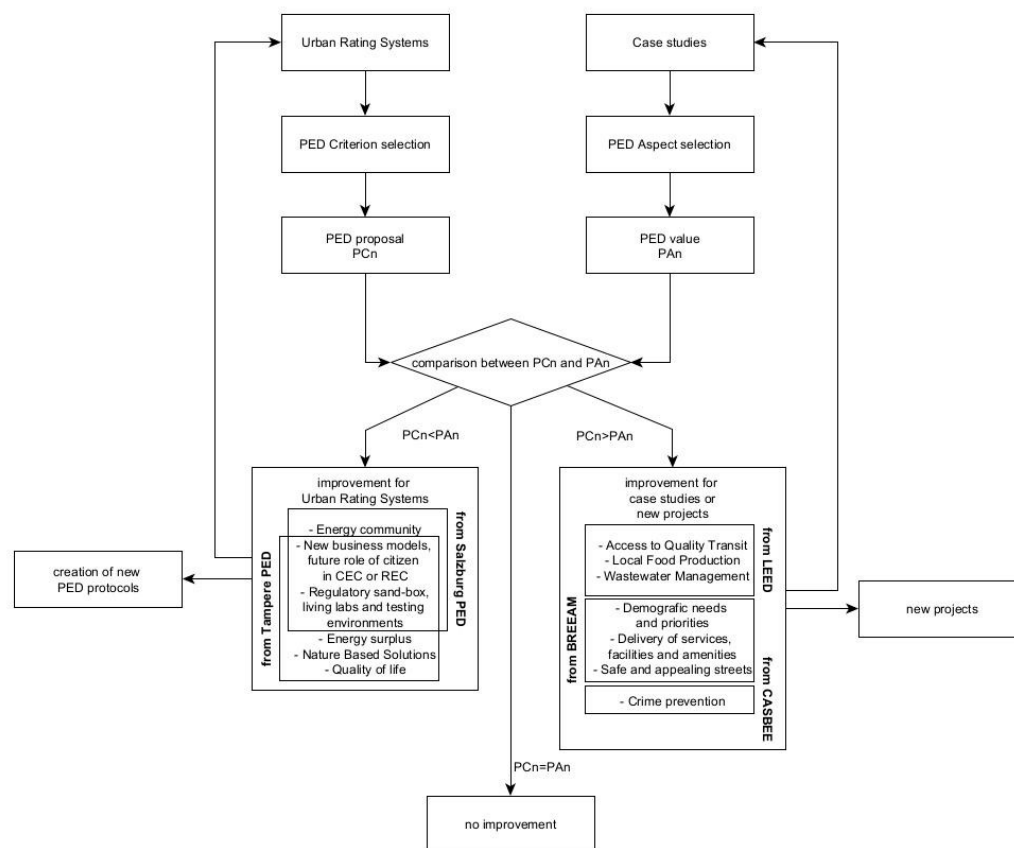 Urban Rating Systems
Case studies
PED Criterion selection
PED Aspect selection
PED proposal
PCn
PED value
PAn
comparison between PCn and PAn
PCn<PAn
PCn>PAn
improvement for
Urban Rating Systems
from Salzburg PED
- Energy community
- New business models,
future role of citizen
in CEC or REC
- Regulatory sand-box,
living labs and testing
environments
- Energy surplus
- Nature Based Solutions
- Quality of life
from Tampere PED
creation of new
PED protocols
improvement for
case studies or
new projects
- Access to Quality Transit
- Local Food Production
- Wastewater Management
from LEED
- Demografic needs
and priorities
- Delivery of services,
facilities and amenities
- Safe and appealing streets
from BREEAM
- Crime prevention
from CASBEE
new projects
PCn=PAn
no improvement